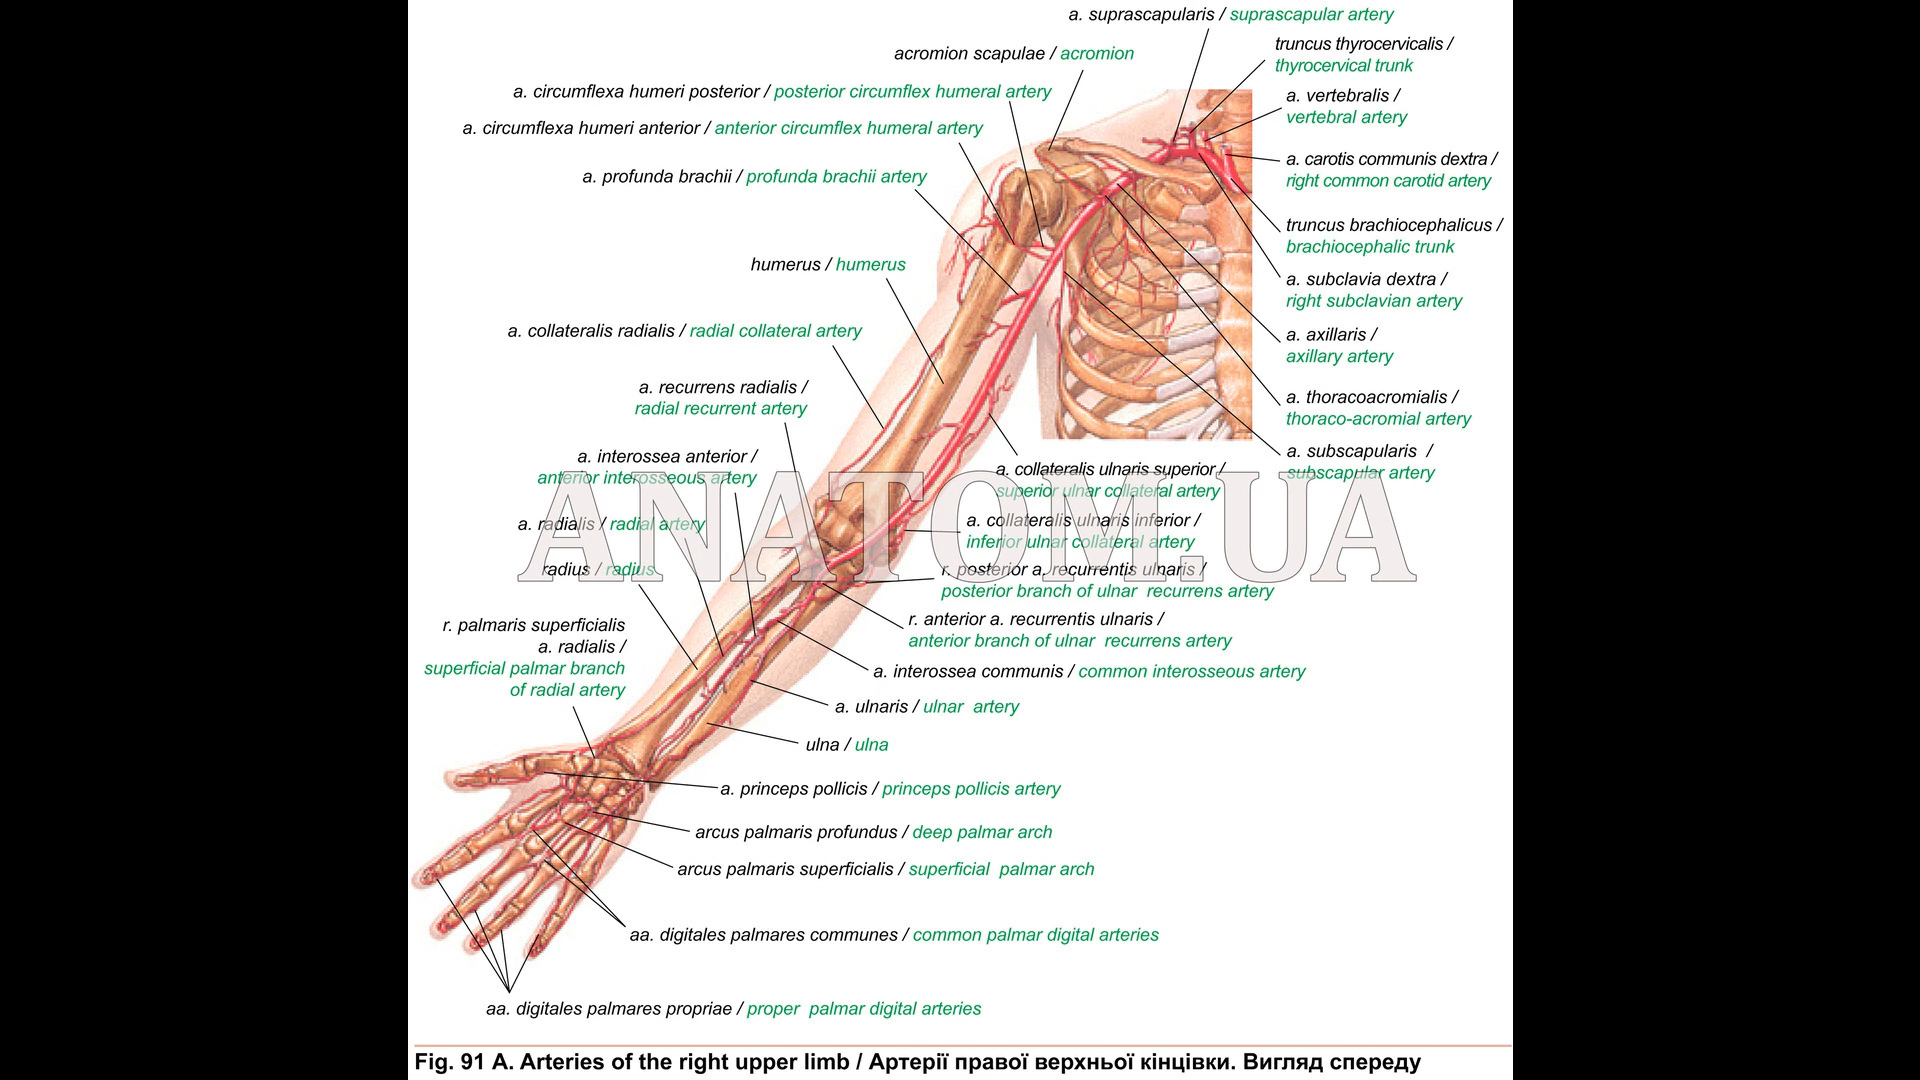 a. suprascapularis / suprascapular artery
acromion scapulae / acromion
truncus thyrocervicalis /
thyrocervical trunk
a. circumflexa humeri posterior / posterior circumflex humeral artery
a. vertebralis /
vertebral artery
a. circumflexa humeri anterior / anterior circumflex humeral artery
a. carotis communis dextra /
right common carotid artery
a. profunda brachii / profunda brachii artery
truncus brachiocephalicus /
brachiocephalic trunk
humerus / humerus
a. subclavia dextra /
right subclavian artery
a. collateralis radialis / radial collateral artery
a. axillaris /
axillary artery
a. recurrens radialis /
radial recurrent artery
a. thoracoacromialis /
thoraco-acromial artery
a. interossea anterior /
anterior interosseous artery
a. subscapularis /
subscapular artery
a. collateralis ulnaris superior /
superior ulnar collateral artery
ANATOM.UA
a. radialis / radial artery
a. collateralis ulnaris inferior /
inferior ulnar collateral artery
radius / radius
r. posterior a. recurrentis ulnaris /
posterior branch of ulnar recurrens artery
r. palmaris superficialis
a. radialis /
superficial palmar branch
of radial artery
r. anterior a. recurrentis ulnaris /
anterior branch of ulnar recurrens artery
a. interossea communis / common interosseous artery
a. ulnaris / ulnar artery
ulna / ulna
a. princeps pollicis / princeps pollicis artery
arcus palmaris profundus / deep palmar arch
arcus palmaris superficialis / superficial palmar arch
aa. digitales palmares communes / common palmar digital arteries
aa. digitales palmares propriae / proper palmar digital arteries
Fig. 91 A. Arteries of the right upper limb / Артерії правої верхньої кінцівки. Вигляд спереду